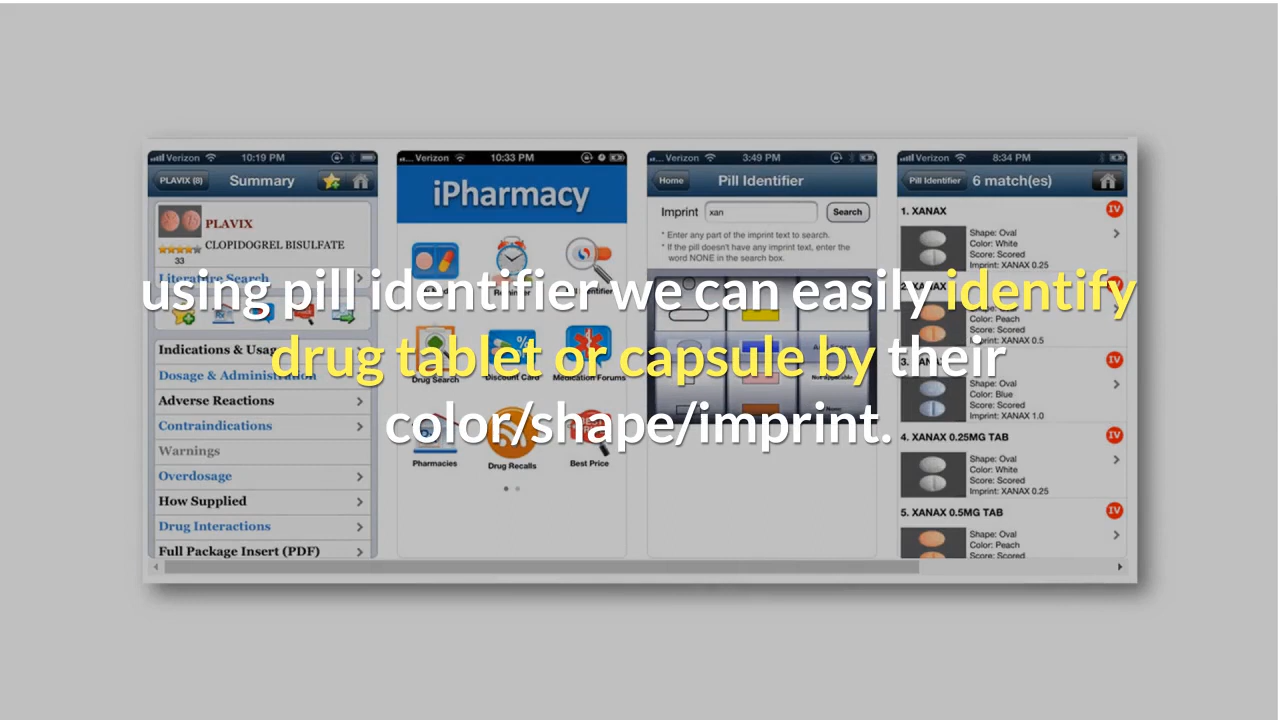 Verizon 10:19 PM
PLAVIX (8) Summary
PLAVIX
CLOPIDOGREL BISULFATE
33
Literature Search
Indications & Usage
Dosage & Administration
Adverse Reactions
Contraindications
Warnings
Overdosage
How Supplied
Drug Interactions
Full Package Insert (PDF)
Verizon 10:33 PM
iPharmacy
Drug Search
Discount Card
Medication Forums
Pharmacies
Drug Recalls
Best Price
Verizon 3:49 PM
Home Pill Identifier
Imprint xan Search
* Enter any part of the imprint text to search.
* If the pill doesn't have any imprint text, enter the
word NONE in the search box.
Verizon 8:34 PM
Pill Identifier 6 match(es)
1. XANAX IV
Shape: Oval
Color: White
Score: Scored
Imprint: XANAX 0.25
Color: Peach
Shape: Oval
Color: Blue
Score: Scored
Imprint: XANAX 1.0
4. XANAX 0.25MG TAB IV
Shape: Oval
Color: White
Score: Scored
Imprint: XANAX 0.25
5. XANAX 0.5MG TAB IV
Shape: Oval
Color: Peach
Score: Scored
using pill identifier we can easily identify
drug tablet or capsule by their
color/shape/imprint.